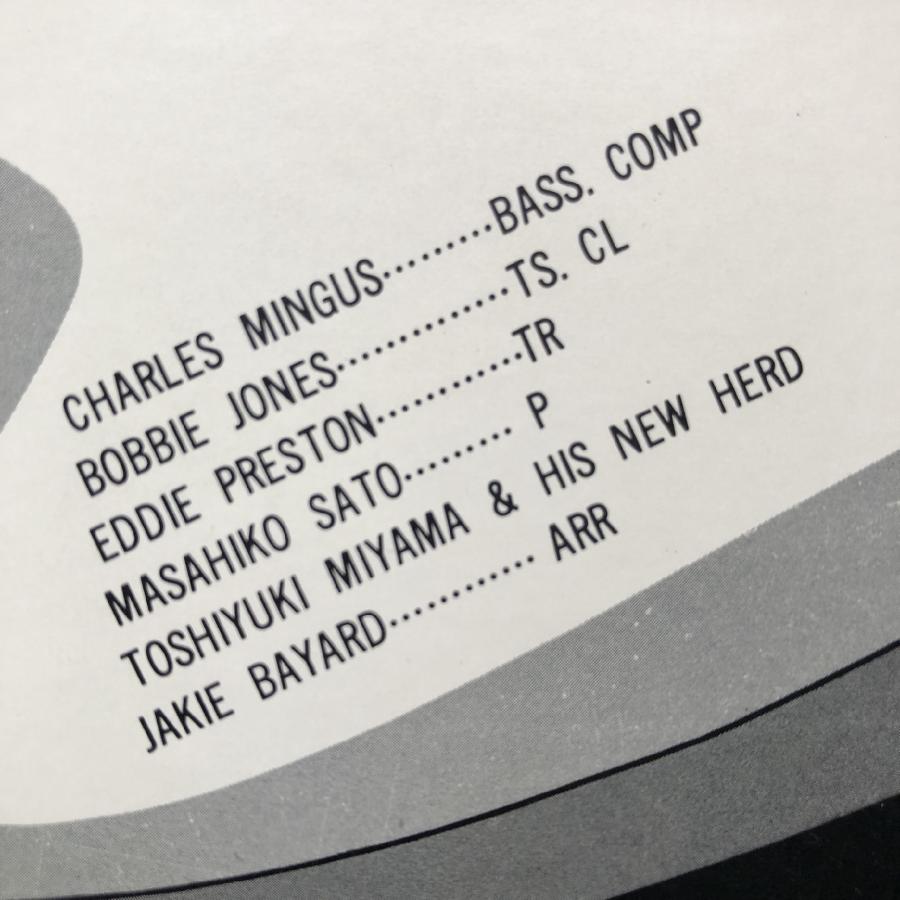 CHARLES MINGUS·········BASS. COMP
BOBBIE JONES··············TS. CL
EDDIE PRESTON············TR
MASAHIKO SATO········· P
TOSHIYUKI MIYAMA & HIS NEW HERD
JAKIE BAYARD············ ARR